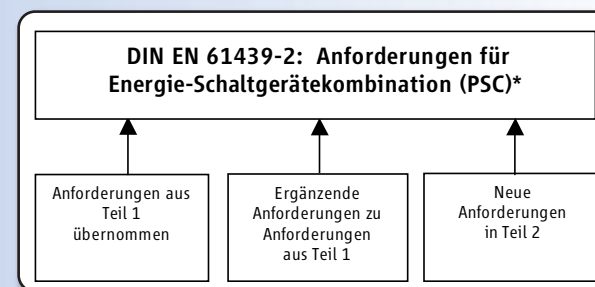 DIN EN 61439-2: Anforderungen für
Energie-Schaltgerätekombination (PSC)*
Anforderungen aus
Teil 1
übernommen
Ergänzende
Anforderungen zu
Anforderungen
aus Teil 1
Neue
Anforderungen
in Teil 2